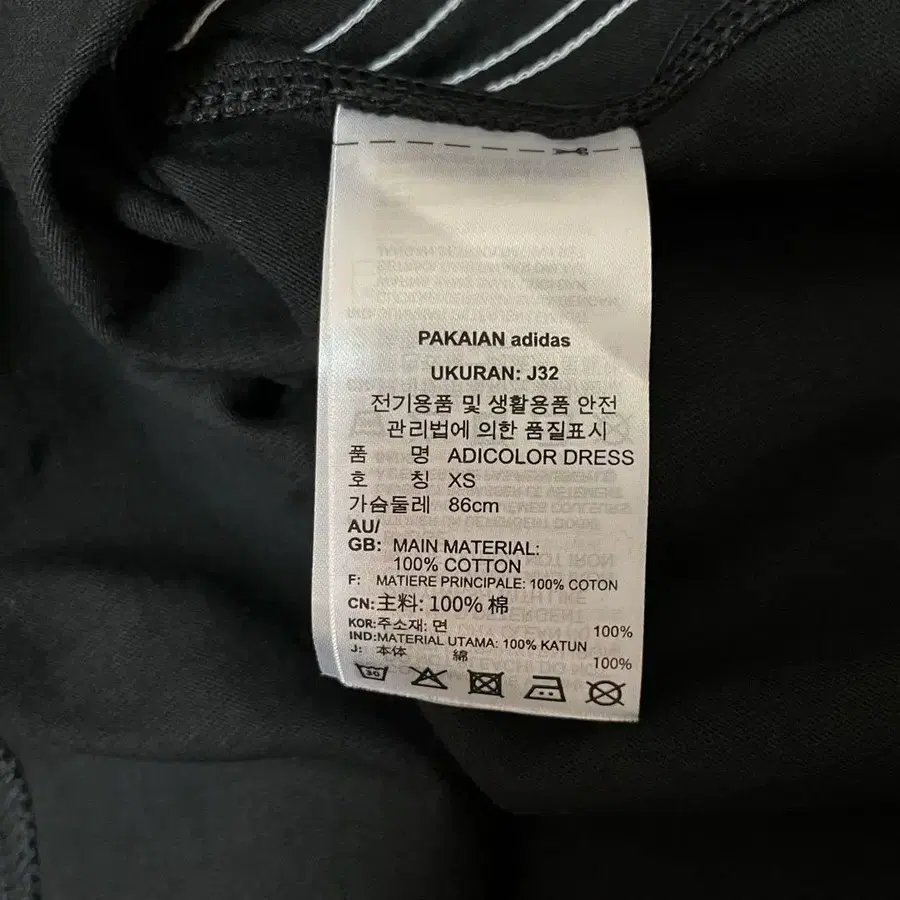 PAKAIAN adidas
UKURAN: J32
전기용품 및 생활용품 안전
관리법에 의한 품질표시
품 명 ADICOLOR DRESS
호 칭 XS
가슴둘레 86cm
AU/
GB: MAIN MATERIAL:
100% COTTON
F: MATIERE PRINCIPALE: 100% COTON
CN:主料: 100% 棉
KOR:주소재: 면 100%
IND:MATERIAL UTAMA: 100% KATUN
J: 本体 綿 100%
30